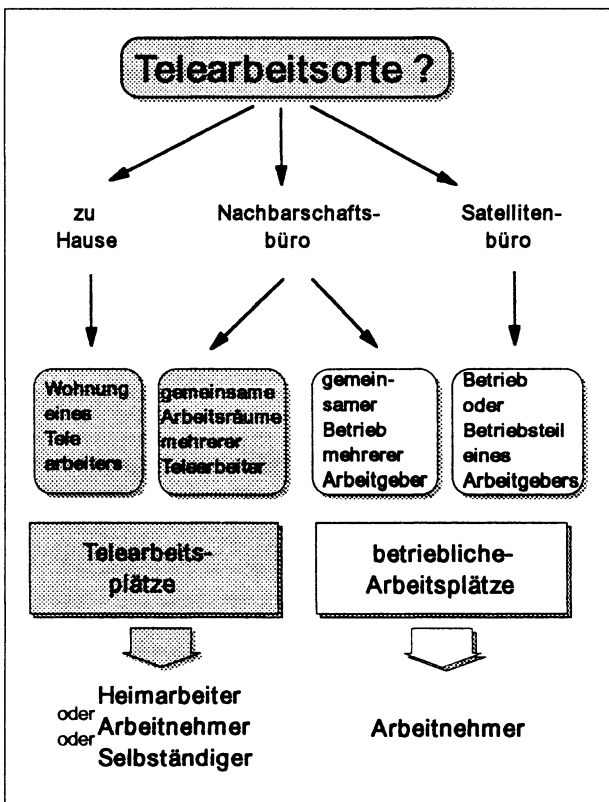 Telearbeitsorte ?
zu
Hause
Nachbarschafts-
büro
Satelliten-
büro
Wohnung
eines
Tele
arbeiters
gemeinsame
Arbeitsräume
mehrerer
Telearbeiter
gemein-
samer
Betrieb
mehrerer
Arbeitgeber
Betrieb
oder
Betriebsteil
eines
Arbeitgebers
Telearbeits-
plätze
betriebliche-
Arbeitsplätze
Heimarbeiter
oder Arbeitnehmer
oder Selbständiger
Arbeitnehmer